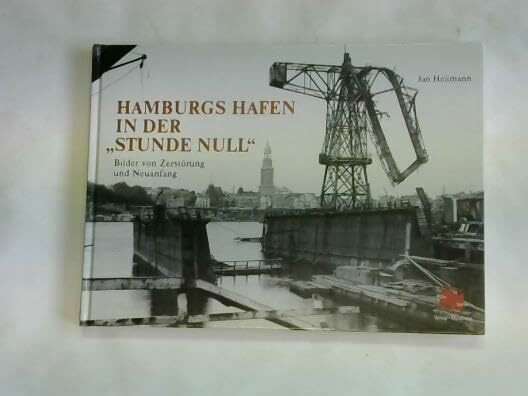 Jan Heitmann
HAMBURGS HAFEN
IN DER
„STUNDE NULL“
Bilder von Zerstörung
und Neuanfang